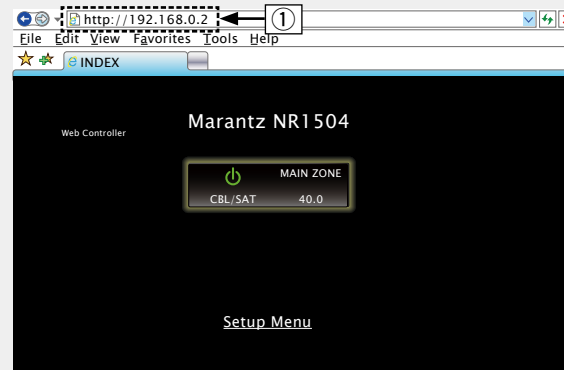 http://192.168.0.2
①
File Edit View Favorites Tools Help
INDEX
Marantz NR1504
Web Controller
MAIN ZONE
CBL/SAT 40.0
Setup Menu